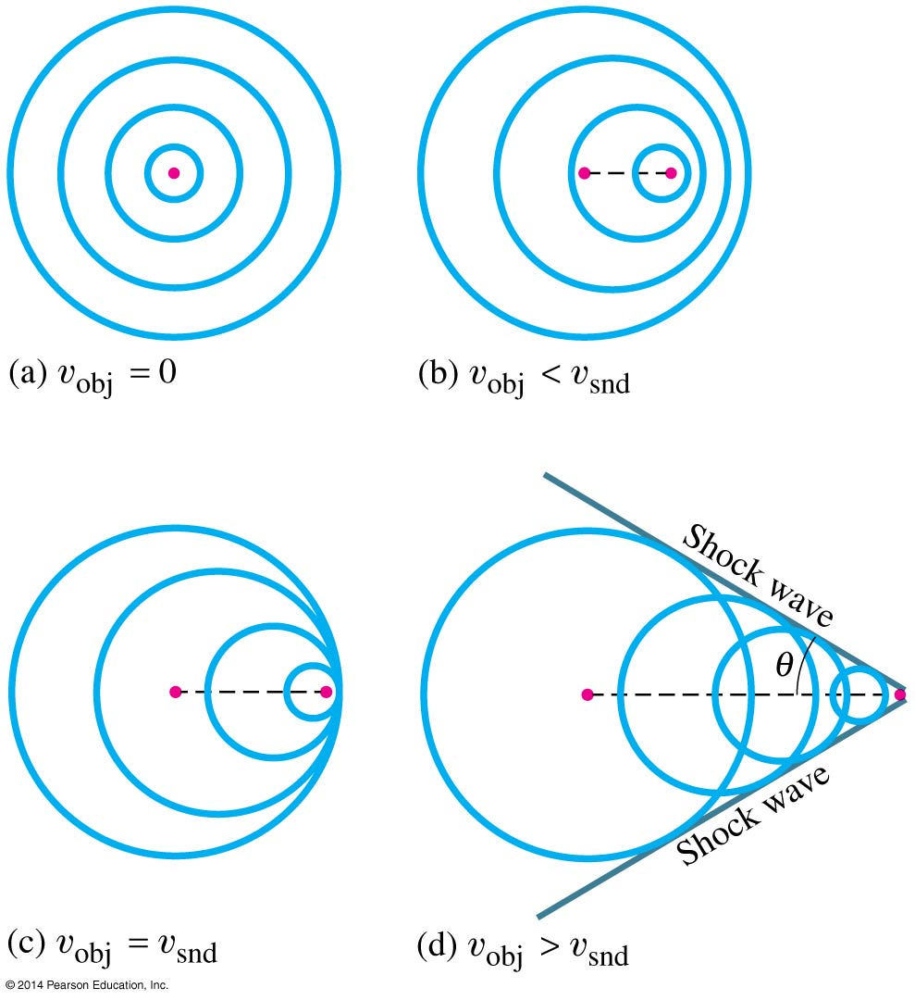 (a) v_obj = 0
(b) v_obj < v_snd
Shock wave
θ
Shock wave
(c) v_obj = v_snd
(d) v_obj > v_snd
© 2014 Pearson Education, Inc.